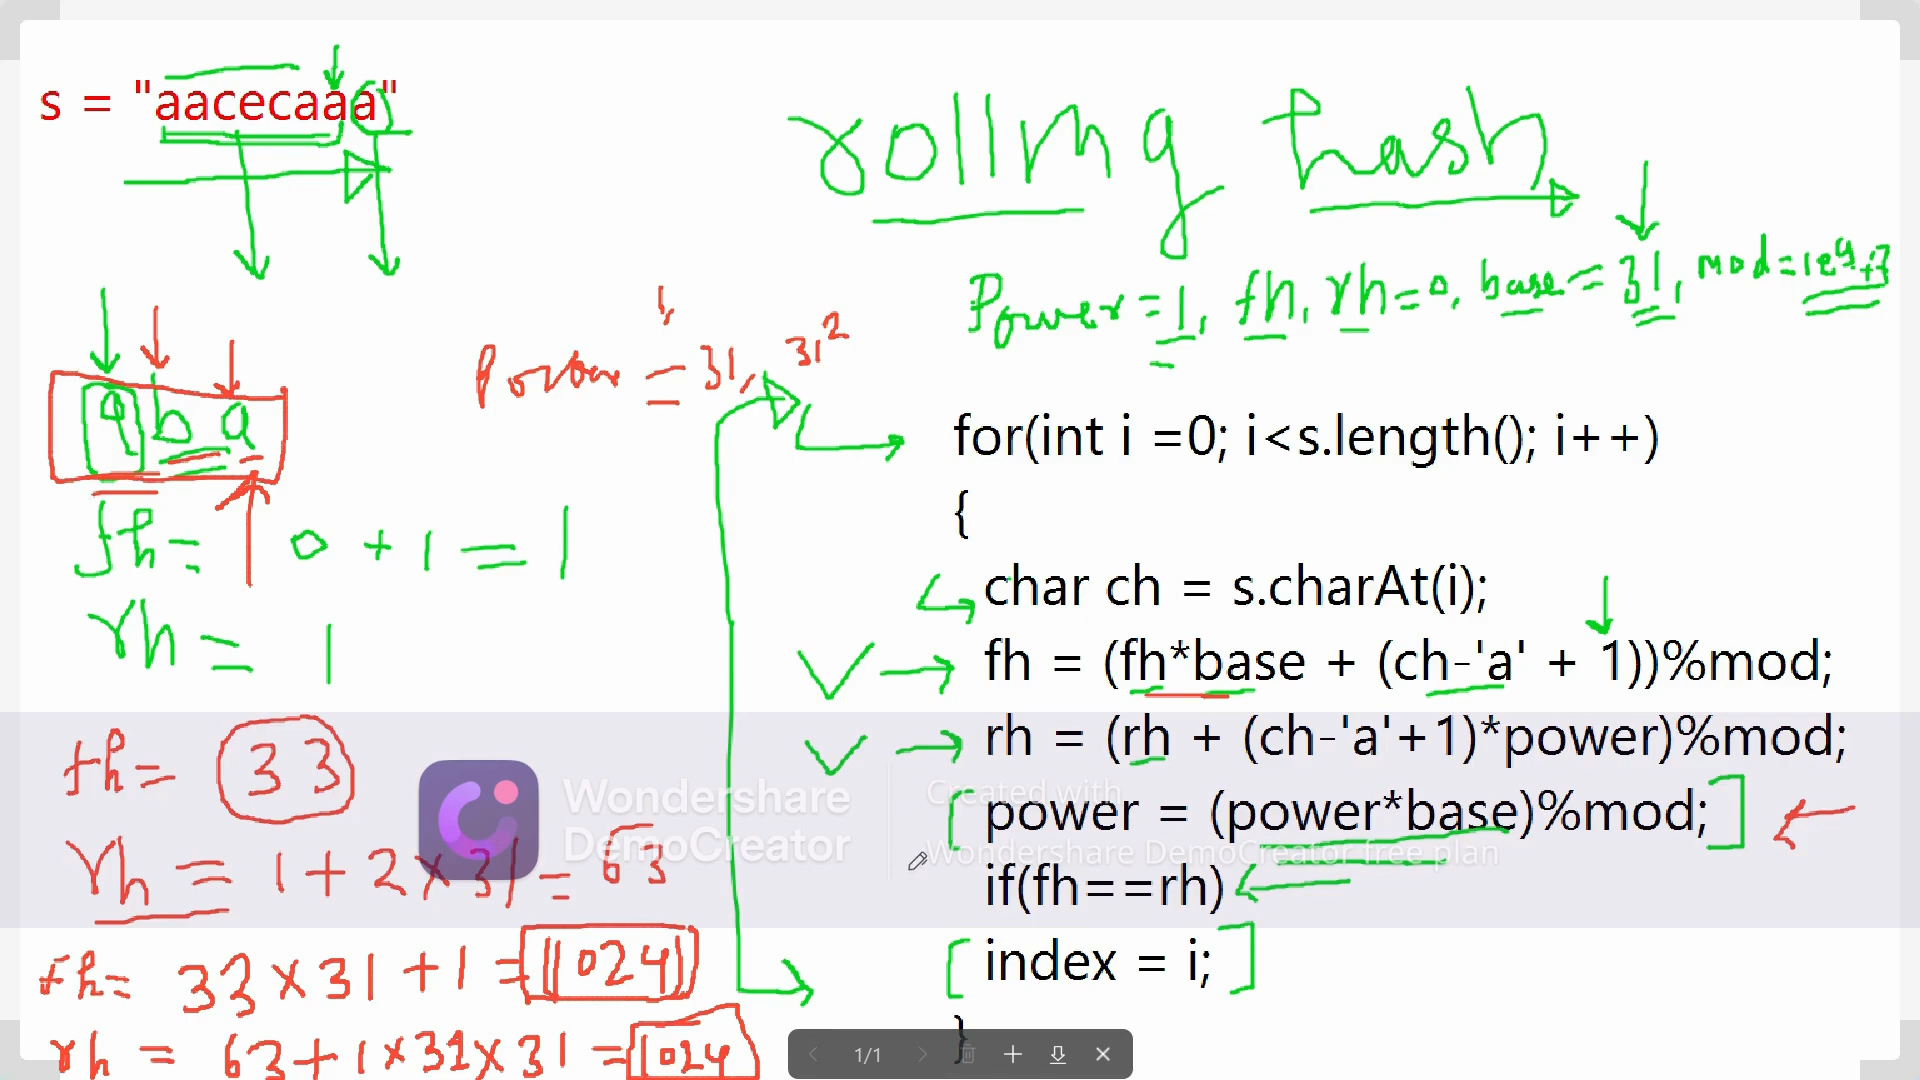 s = "aacecaaa"
rolling hash
Power = 1, fh, rh = 0, base = 31, mod = 1e9+7
1,
Power = 31, 31²
a b a
for(int i =0; i<s.length(); i++)
{
fh = 0 + 1 = 1
char ch = s.charAt(i);
rh = 1
fh = (fh*base + (ch-'a' + 1))%mod;
fh = 33
rh = (rh + (ch-'a'+1)*power)%mod;
Wondershare
DemoCreator
Created with
Wondershare DemoCreator free plan
power = (power*base)%mod;
rh = 1+2×31 = 63
if(fh==rh)
fh = 33×31+1 = 1024
index = i;
}
rh = 63+1×31×31 = 1024
1/1